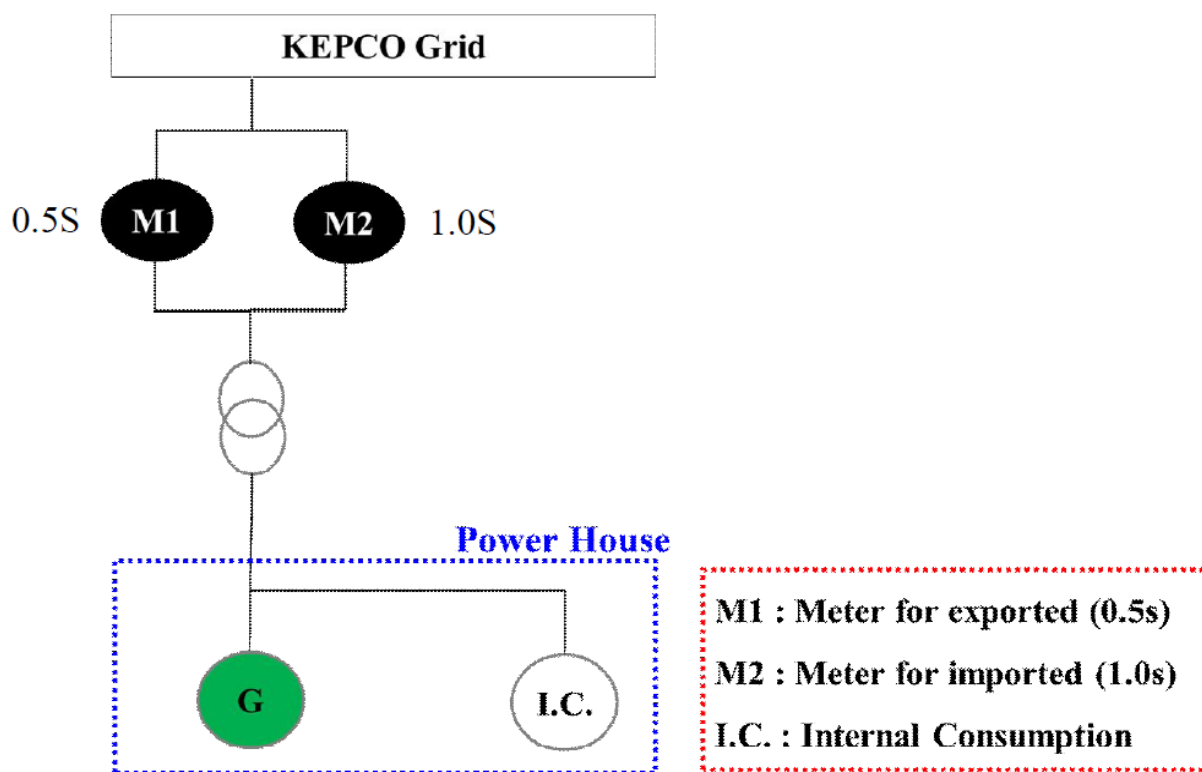 KEPCO Grid
0.5S
M1
M2
1.0S
Power House
G
I.C.
M1 : Meter for exported (0.5s)
M2 : Meter for imported (1.0s)
I.C. : Internal Consumption